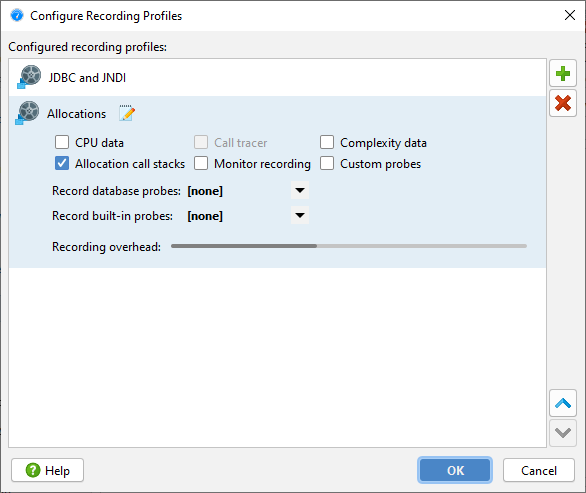 Configure Recording Profiles
Configured recording profiles:
JDBC and JNDI
Allocations
CPU data Call tracer Complexity data
Allocation call stacks Monitor recording Custom probes
Record database probes: [none]
Record built-in probes: [none]
Recording overhead:
Help OK Cancel